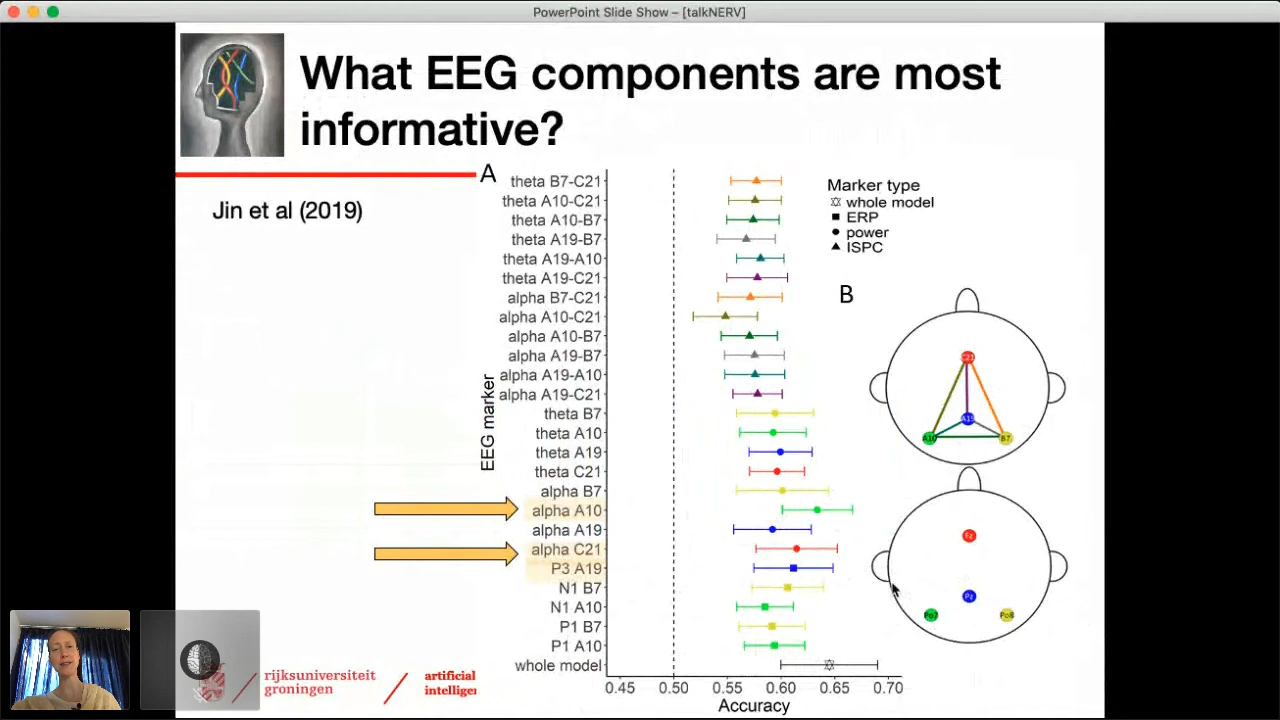 PowerPoint Slide Show – [talkNERV]
What EEG components are most
informative?
Jin et al (2019)
A
theta B7-C21
theta A10-C21
theta A10-B7
theta A19-B7
theta A19-A10
theta A19-C21
alpha B7-C21
alpha A10-C21
alpha A10-B7
alpha A19-B7
alpha A19-A10
alpha A19-C21
theta B7
theta A10
theta A19
theta C21
alpha B7
alpha A10
alpha A19
alpha C21
P3 A19
N1 B7
N1 A10
P1 B7
P1 A10
whole model
EEG marker
0.45 0.50 0.55 0.60 0.65 0.70
Accuracy
Marker type
whole model
ERP
power
ISPC
B
C21
A19
A10
B7
Fz
Pz
Po7
Po8
rijksuniversiteit
groningen
artificial
intelliger